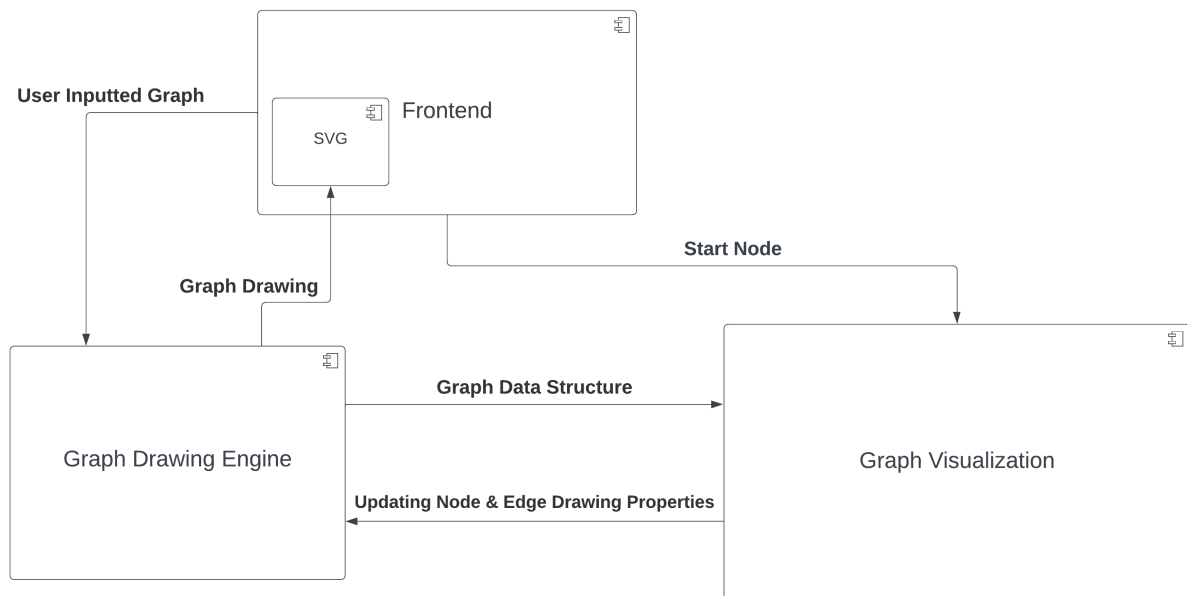 User Inputted Graph
Frontend
SVG
Start Node
Graph Drawing
Graph Data Structure
Graph Drawing Engine
Graph Visualization
Updating Node & Edge Drawing Properties